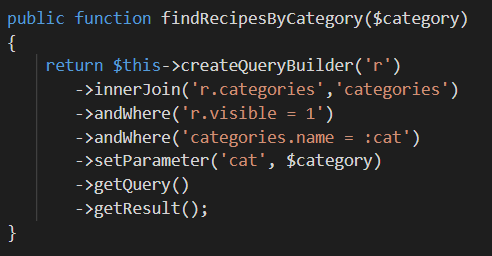 public function findRecipesByCategory($category)
{
    return $this->createQueryBuilder('r')
        ->innerJoin('r.categories','categories')
        ->andWhere('r.visible = 1')
        ->andWhere('categories.name = :cat')
        ->setParameter('cat', $category)
        ->getQuery()
        ->getResult();
}